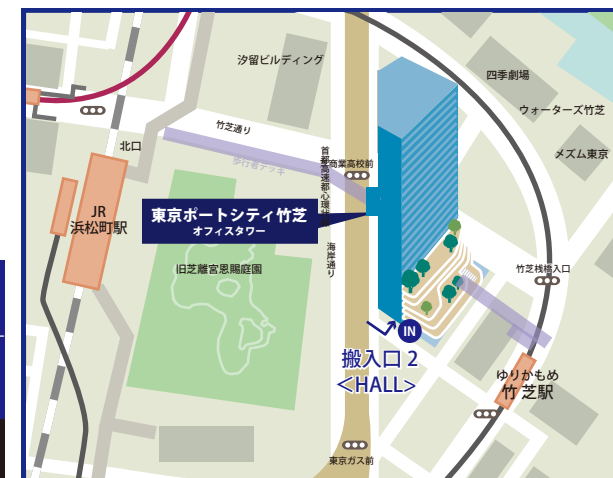 汐留ビルディング
四季劇場
ウォーターズ竹芝
メズム東京
竹芝通り
北口
歩行者デッキ
商業高校前
首都高速都心環状線
JR
浜松町駅
東京ポートシティ竹芝
オフィスタワー
海岸通り
旧芝離宮恩賜庭園
竹芝桟橋入口
IN
搬入口 2
＜HALL＞
ゆりかもめ
竹芝駅
東京ガス前